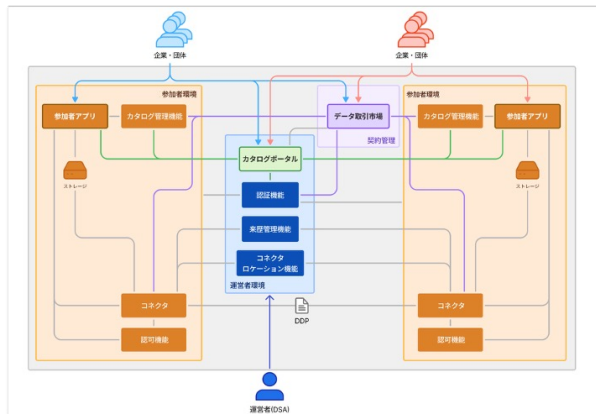 企業・団体
企業・団体
参加者環境
参加者アプリ
カタログ管理機能
ストレージ
コネクタ
認可機能
データ取引市場
契約管理
カタログポータル
認証機能
来歴管理機能
コネクタ
ロケーション機能
運営者環境
DDP
参加者環境
カタログ管理機能
参加者アプリ
ストレージ
コネクタ
認可機能
運営者(DSA)